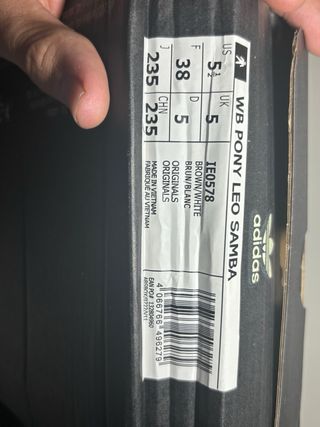 WB PONY LEO SAMBA
adidas
US 5½ UK 5
F 38 D 5
J 235 CHN 235
IE0578
BROWN/WHITE
BRUN/BLANC
ORIGINALS
ORIGINALS
MADE IN VIETNAM
FABRIQUÉ AU VIETNAM
4 066766 496279